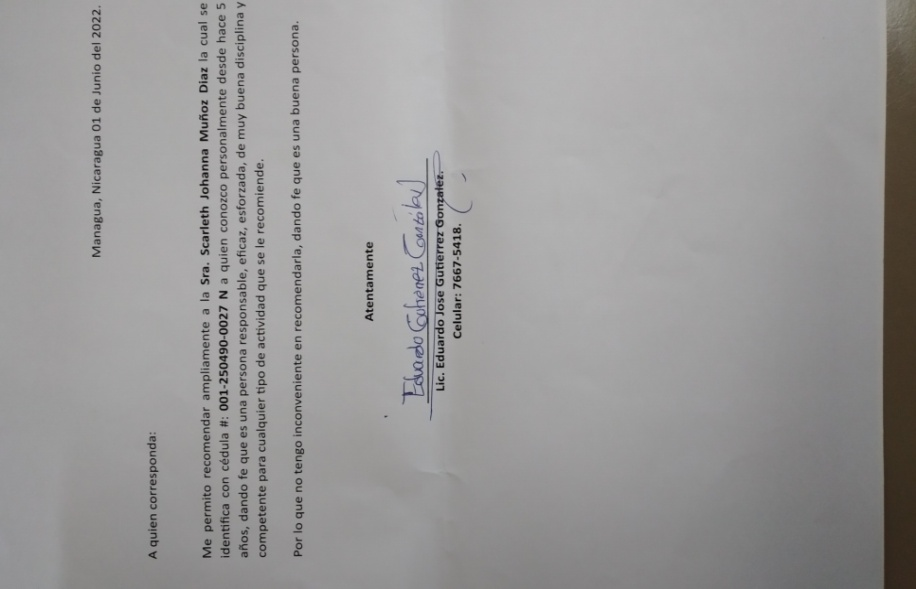 Managua, Nicaragua 01 de Junio del 2022.
A quien corresponda:
Me permito recomendar ampliamente a la Sra. Scarleth Johanna Muñoz Diaz la cual se
identifica con cédula #: 001-250490-0027 N a quien conozco personalmente desde hace 5
años, dando fe que es una persona responsable, eficaz, esforzada, de muy buena disciplina y
competente para cualquier tipo de actividad que se le recomiende.
Por lo que no tengo inconveniente en recomendarla, dando fe que es una buena persona.
Atentamente
Eduardo Gutierrez González
Lic. Eduardo Jose Gutierrez Gonzalez.
Celular: 7667-5418.